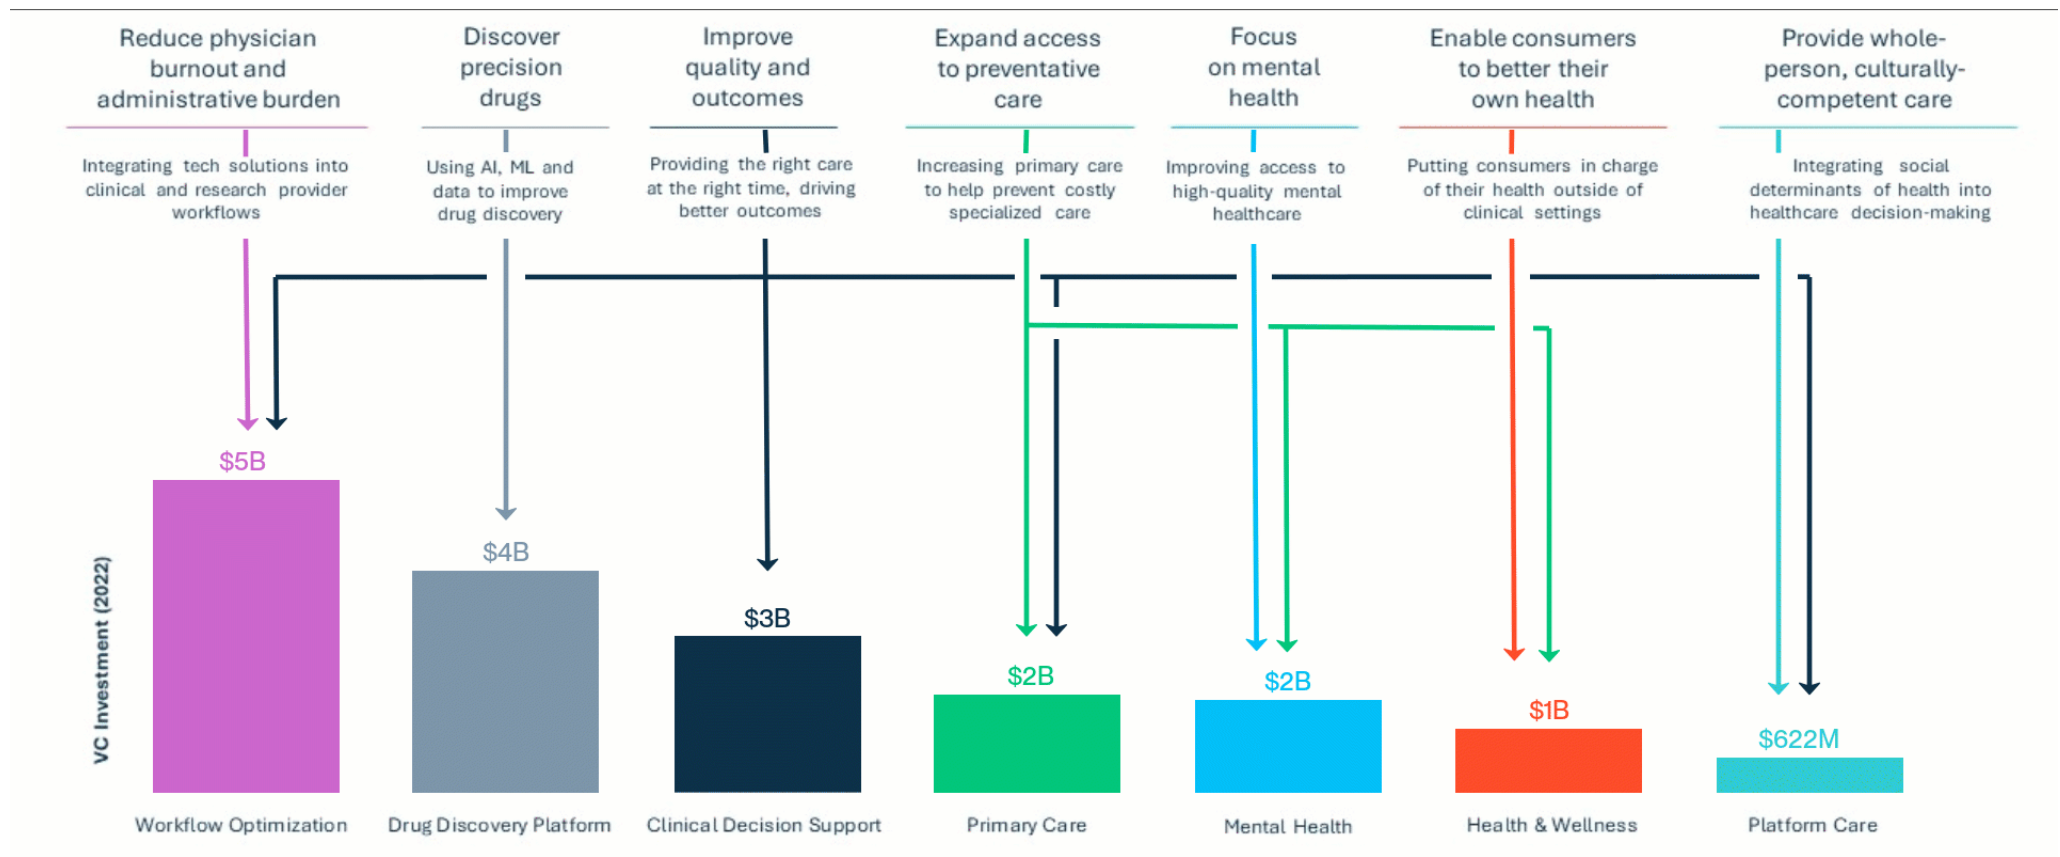 Reduce physician
burnout and
administrative burden
Discover
precision
drugs
Improve
quality and
outcomes
Expand access
to preventative
care
Focus
on mental
health
Enable consumers
to better their
own health
Provide whole-
person, culturally-
competent care
Integrating tech solutions into
clinical and research provider
workflows
Using AI, ML and
data to improve
drug discovery
Providing the right care
at the right time, driving
better outcomes
Increasing primary care
to help prevent costly
specialized care
Improving access to
high-quality mental
healthcare
Putting consumers in charge
of their health outside of
clinical settings
Integrating social
determinants of health into
healthcare decision-making
VC Investment (2022)
$5B
$4B
$3B
$2B
$2B
$1B
$622M
Workflow Optimization
Drug Discovery Platform
Clinical Decision Support
Primary Care
Mental Health
Health & Wellness
Platform Care